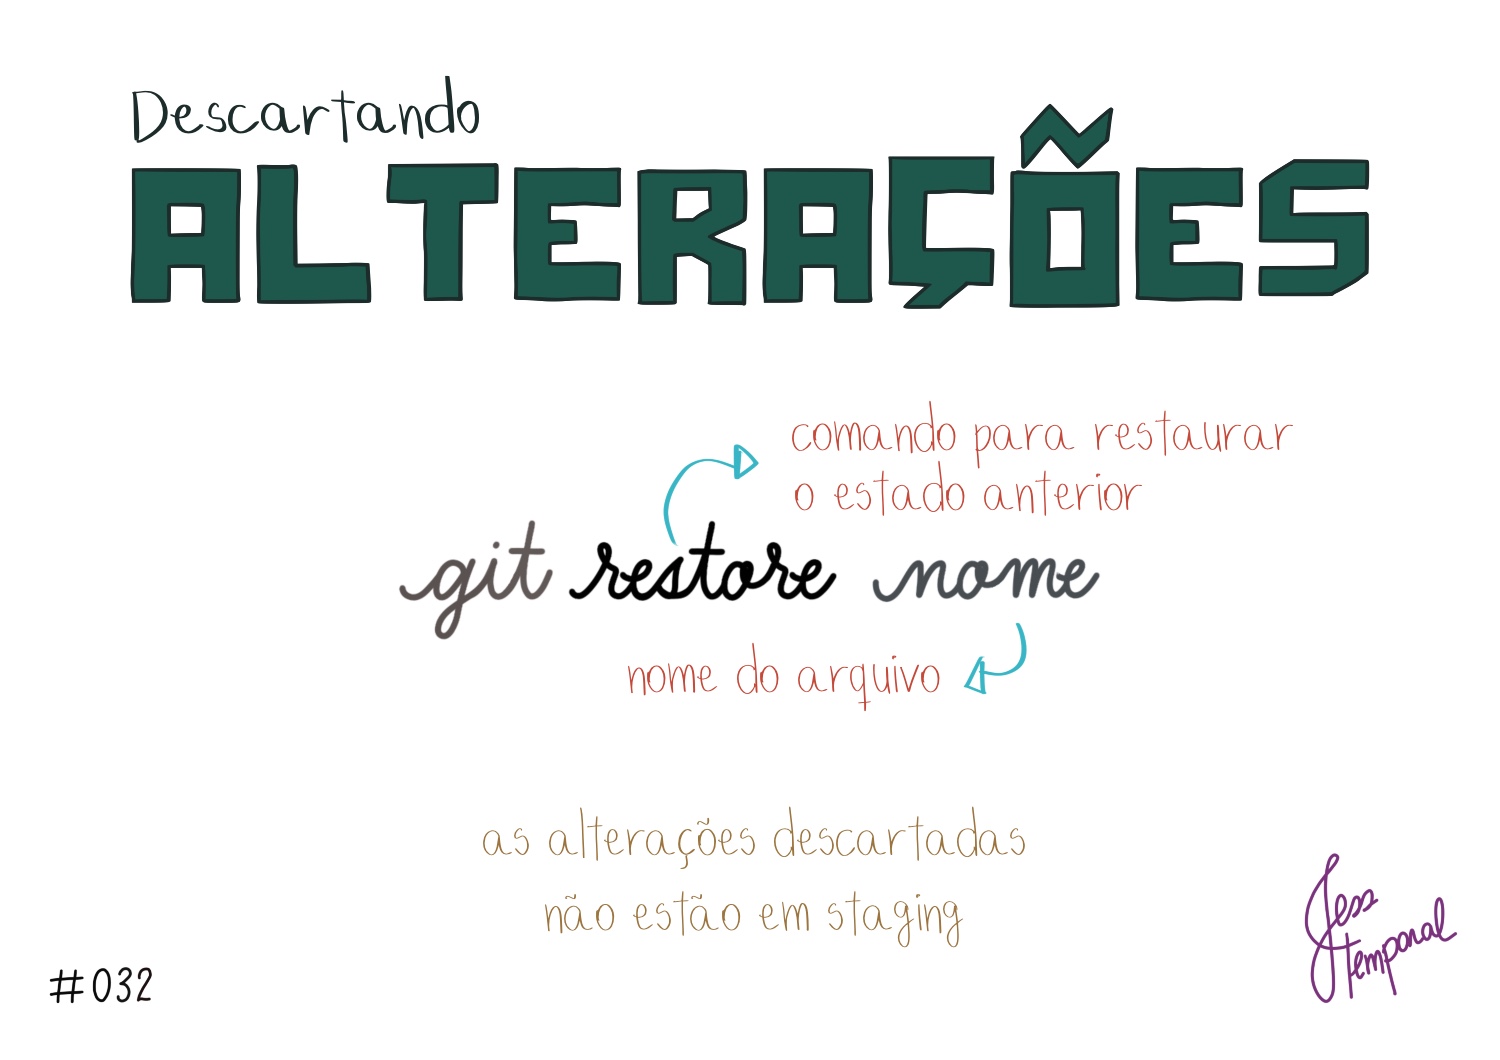 Descartando
ALTERAÇÕES
comando para restaurar
o estado anterior
git restore nome
nome do arquivo
as alterações descartadas
não estão em staging
#032
Jess
temporal